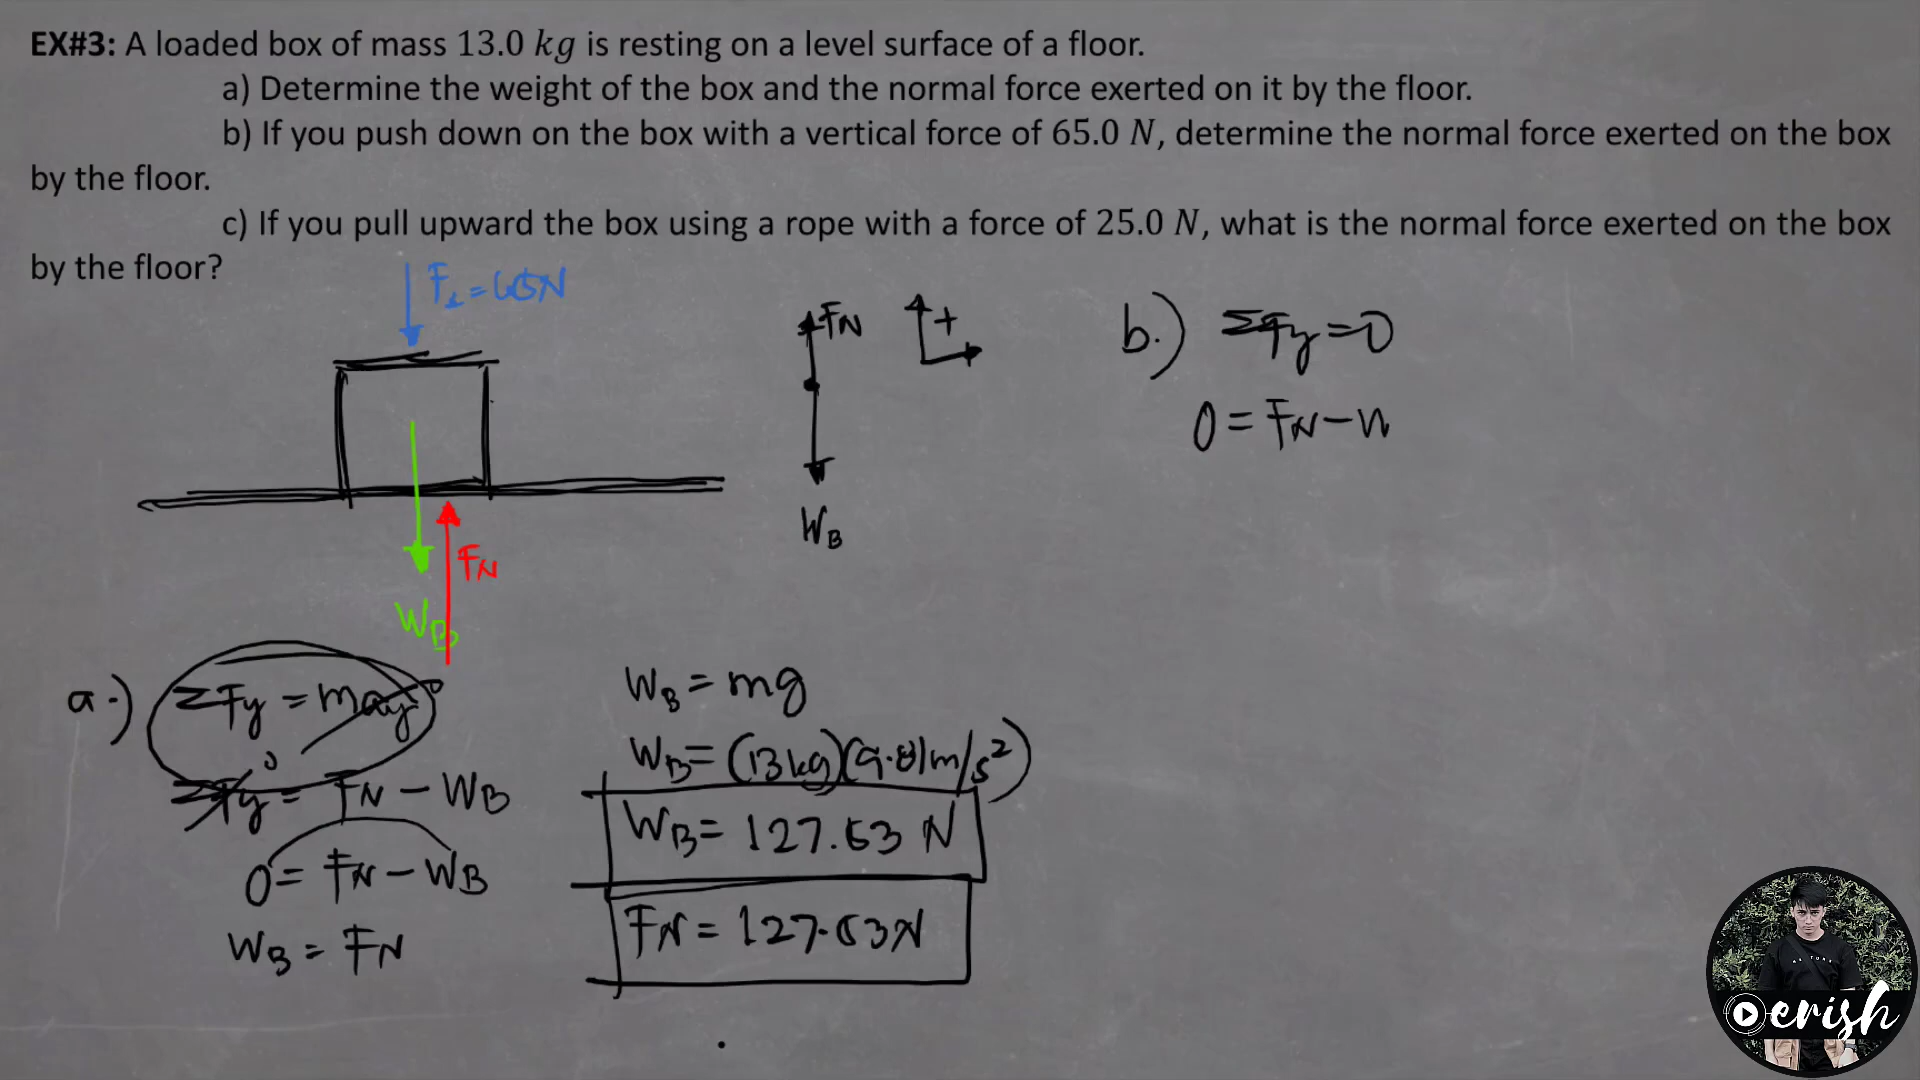 EX#3: A loaded box of mass 13.0 kg is resting on a level surface of a floor.
a) Determine the weight of the box and the normal force exerted on it by the floor.
b) If you push down on the box with a vertical force of 65.0 N, determine the normal force exerted on the box
by the floor.
c) If you pull upward the box using a rope with a force of 25.0 N, what is the normal force exerted on the box
by the floor?
F₁=65N
FN
WB
FN
+
WB
a.) ΣFy = may 0
ΣFy 0 = FN - WB
0 = FN - WB
WB = FN
WB = mg
WB = (13kg)(9.81m/s²)
WB = 127.53 N
FN = 127.53N
b.) ΣFy = 0
0 = FN - W
erish